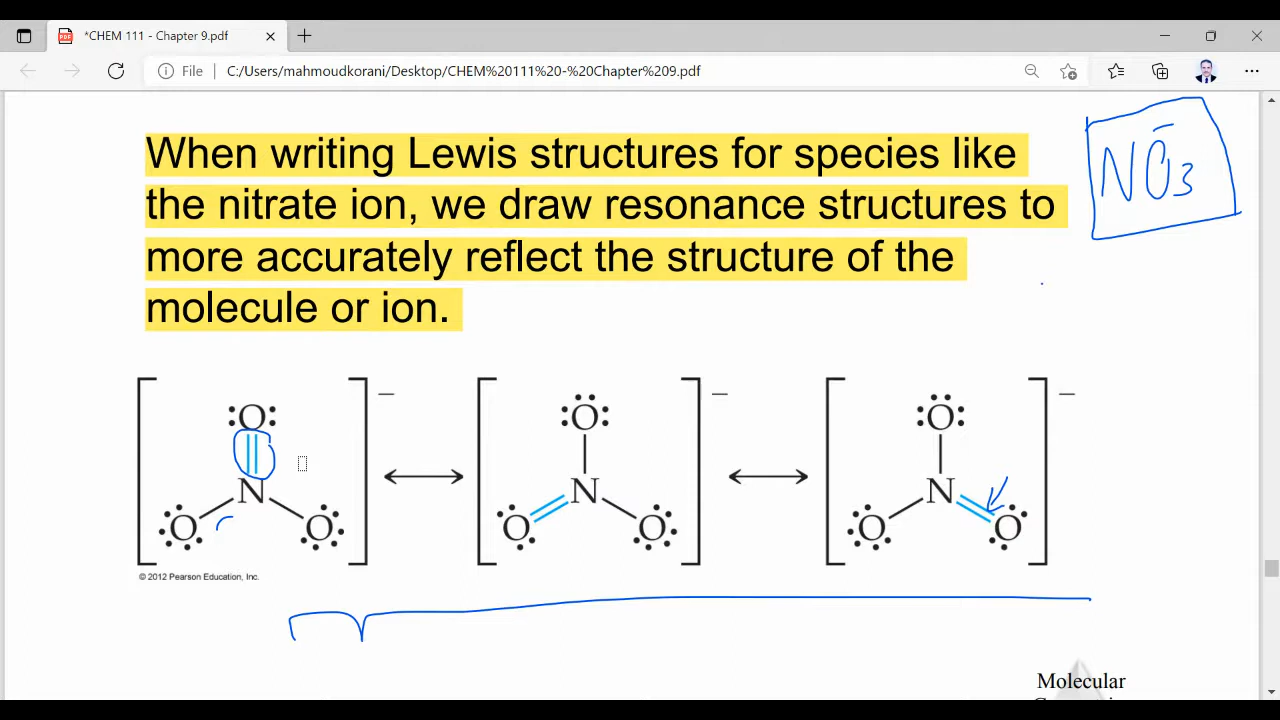 *CHEM 111 - Chapter 9.pdf
File C:/Users/mahmoudkorani/Desktop/CHEM%20111%20-%20Chapter%209.pdf
When writing Lewis structures for species like
the nitrate ion, we draw resonance structures to
more accurately reflect the structure of the
molecule or ion.
NO₃⁻
O O O
N N N
O O O O O O
© 2012 Pearson Education, Inc.
Molecular